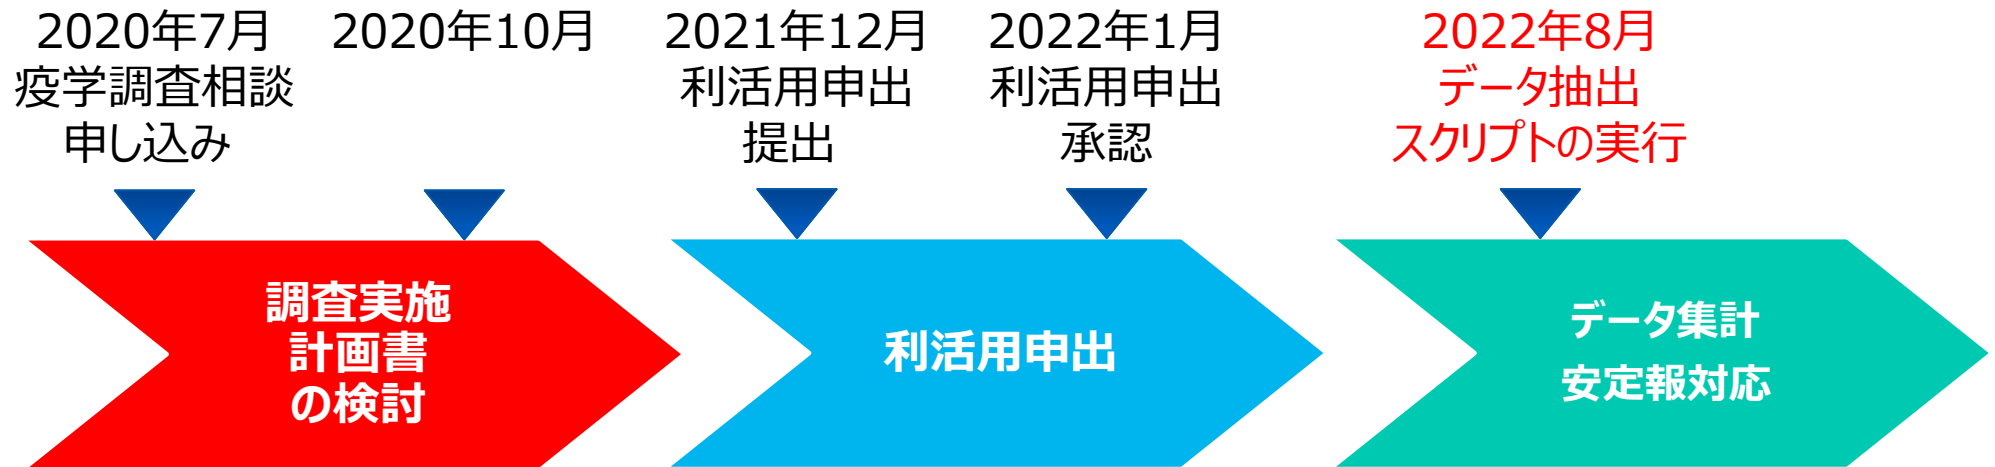 2020年7月
疫学調査相談
申し込み
2020年10月
2021年12月
利活用申出
提出
2022年1月
利活用申出
承認
2022年8月
データ抽出
スクリプトの実行
調査実施
計画書
の検討
利活用申出
データ集計
安定報対応